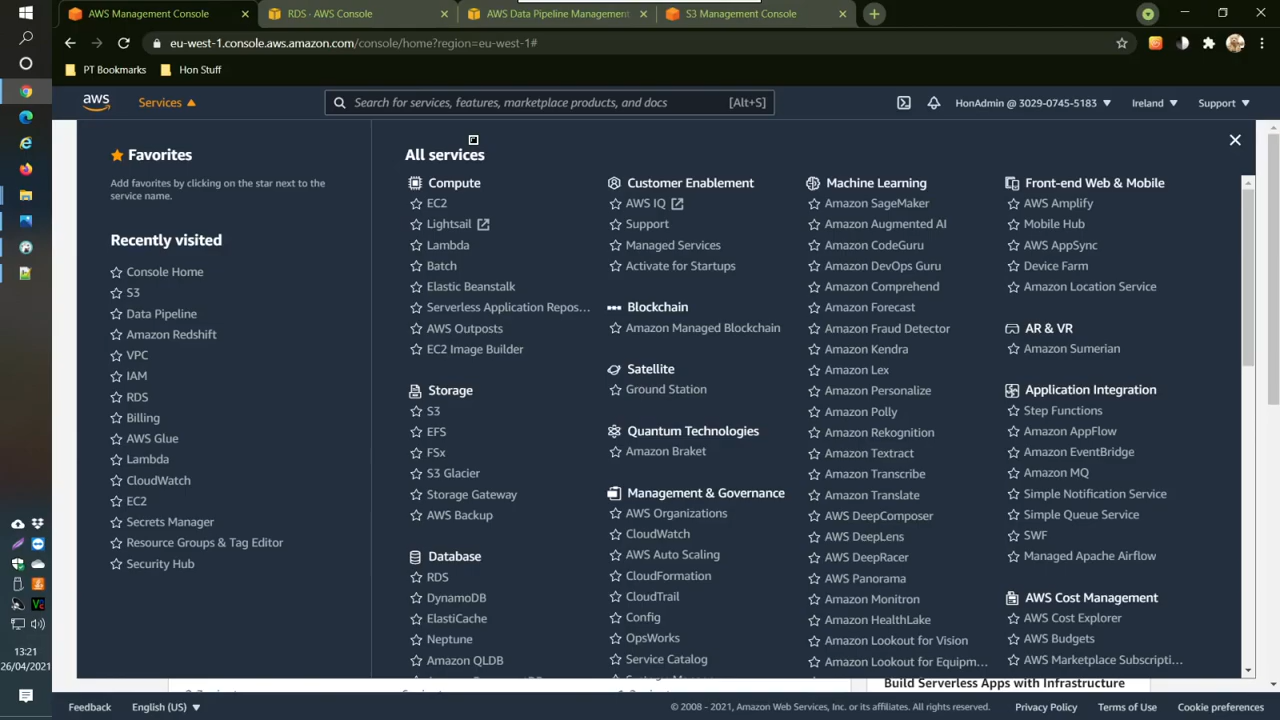 AWS Management Console
RDS · AWS Console
AWS Data Pipeline Management
S3 Management Console
eu-west-1.console.aws.amazon.com/console/home?region=eu-west-1#
PT Bookmarks
Hon Stuff
aws
Services
Search for services, features, marketplace products, and docs
[Alt+S]
HonAdmin @ 3029-0745-5183
Ireland
Support
Favorites
Add favorites by clicking on the star next to the
service name.
Recently visited
Console Home
S3
Data Pipeline
Amazon Redshift
VPC
IAM
RDS
Billing
AWS Glue
Lambda
CloudWatch
EC2
Secrets Manager
Resource Groups & Tag Editor
Security Hub
All services
Compute
EC2
Lightsail
Lambda
Batch
Elastic Beanstalk
Serverless Application Repos...
AWS Outposts
EC2 Image Builder
Storage
S3
EFS
FSx
S3 Glacier
Storage Gateway
AWS Backup
Database
RDS
DynamoDB
ElastiCache
Neptune
Amazon QLDB
Customer Enablement
AWS IQ
Support
Managed Services
Activate for Startups
Blockchain
Amazon Managed Blockchain
Satellite
Ground Station
Quantum Technologies
Amazon Braket
Management & Governance
AWS Organizations
CloudWatch
AWS Auto Scaling
CloudFormation
CloudTrail
Config
OpsWorks
Service Catalog
Machine Learning
Amazon SageMaker
Amazon Augmented AI
Amazon CodeGuru
Amazon DevOps Guru
Amazon Comprehend
Amazon Forecast
Amazon Fraud Detector
Amazon Kendra
Amazon Lex
Amazon Personalize
Amazon Polly
Amazon Rekognition
Amazon Textract
Amazon Transcribe
Amazon Translate
AWS DeepComposer
AWS DeepLens
AWS DeepRacer
AWS Panorama
Amazon Monitron
Amazon HealthLake
Amazon Lookout for Vision
Amazon Lookout for Equipm...
Front-end Web & Mobile
AWS Amplify
Mobile Hub
AWS AppSync
Device Farm
Amazon Location Service
AR & VR
Amazon Sumerian
Application Integration
Step Functions
Amazon AppFlow
Amazon EventBridge
Amazon MQ
Simple Notification Service
Simple Queue Service
SWF
Managed Apache Airflow
AWS Cost Management
AWS Cost Explorer
AWS Budgets
AWS Marketplace Subscripti...
Build Serverless Apps with Infrastructure
13:21
26/04/2021
Feedback
English (US)
© 2008 - 2021, Amazon Web Services, Inc. or its affiliates. All rights reserved.
Privacy Policy
Terms of Use
Cookie preferences